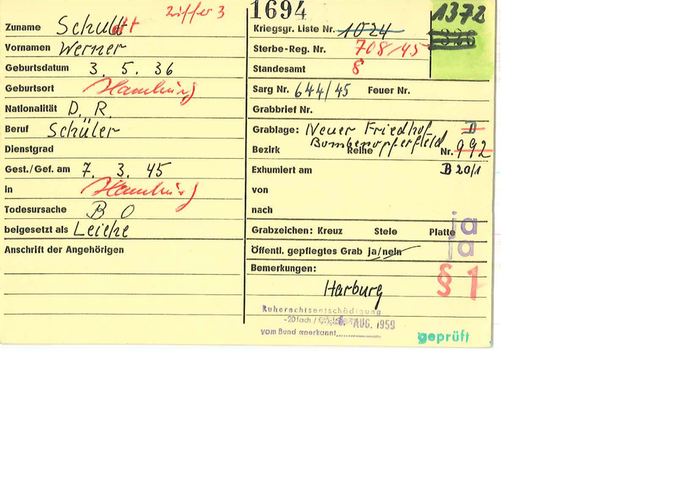 Ziffer 3
Zuname Schulltt
Vornamen Werner
Geburtsdatum 3. 5. 36
Geburtsort Hamburg
Nationalität D. R.
Beruf Schüler
Dienstgrad
Gest./Gef. am 7. 3. 45
in Hamburg
Todesursache B O
beigesetzt als Leiche
Anschrift der Angehörigen
1694
1372
Kriegsgr. Liste Nr. 1024
Sterbe-Reg. Nr. 708/45
Standesamt 8
Sarg Nr. 644/45 Feuer Nr.
Grabbrief Nr.
Grablage: Neuer Friedhof D
Bombenopferfeld
Bezirk Reihe Nr. 992
Exhumiert am B 20/1
von
nach
Grabzeichen: Kreuz Stele Platte ja
Öffentl. gepflegtes Grab ja/nein ja
Bemerkungen: § 1
Harburg
Ruherechtsentschädigung
-20fach / AUG. 1959
vom Bund anerkannt
geprüft